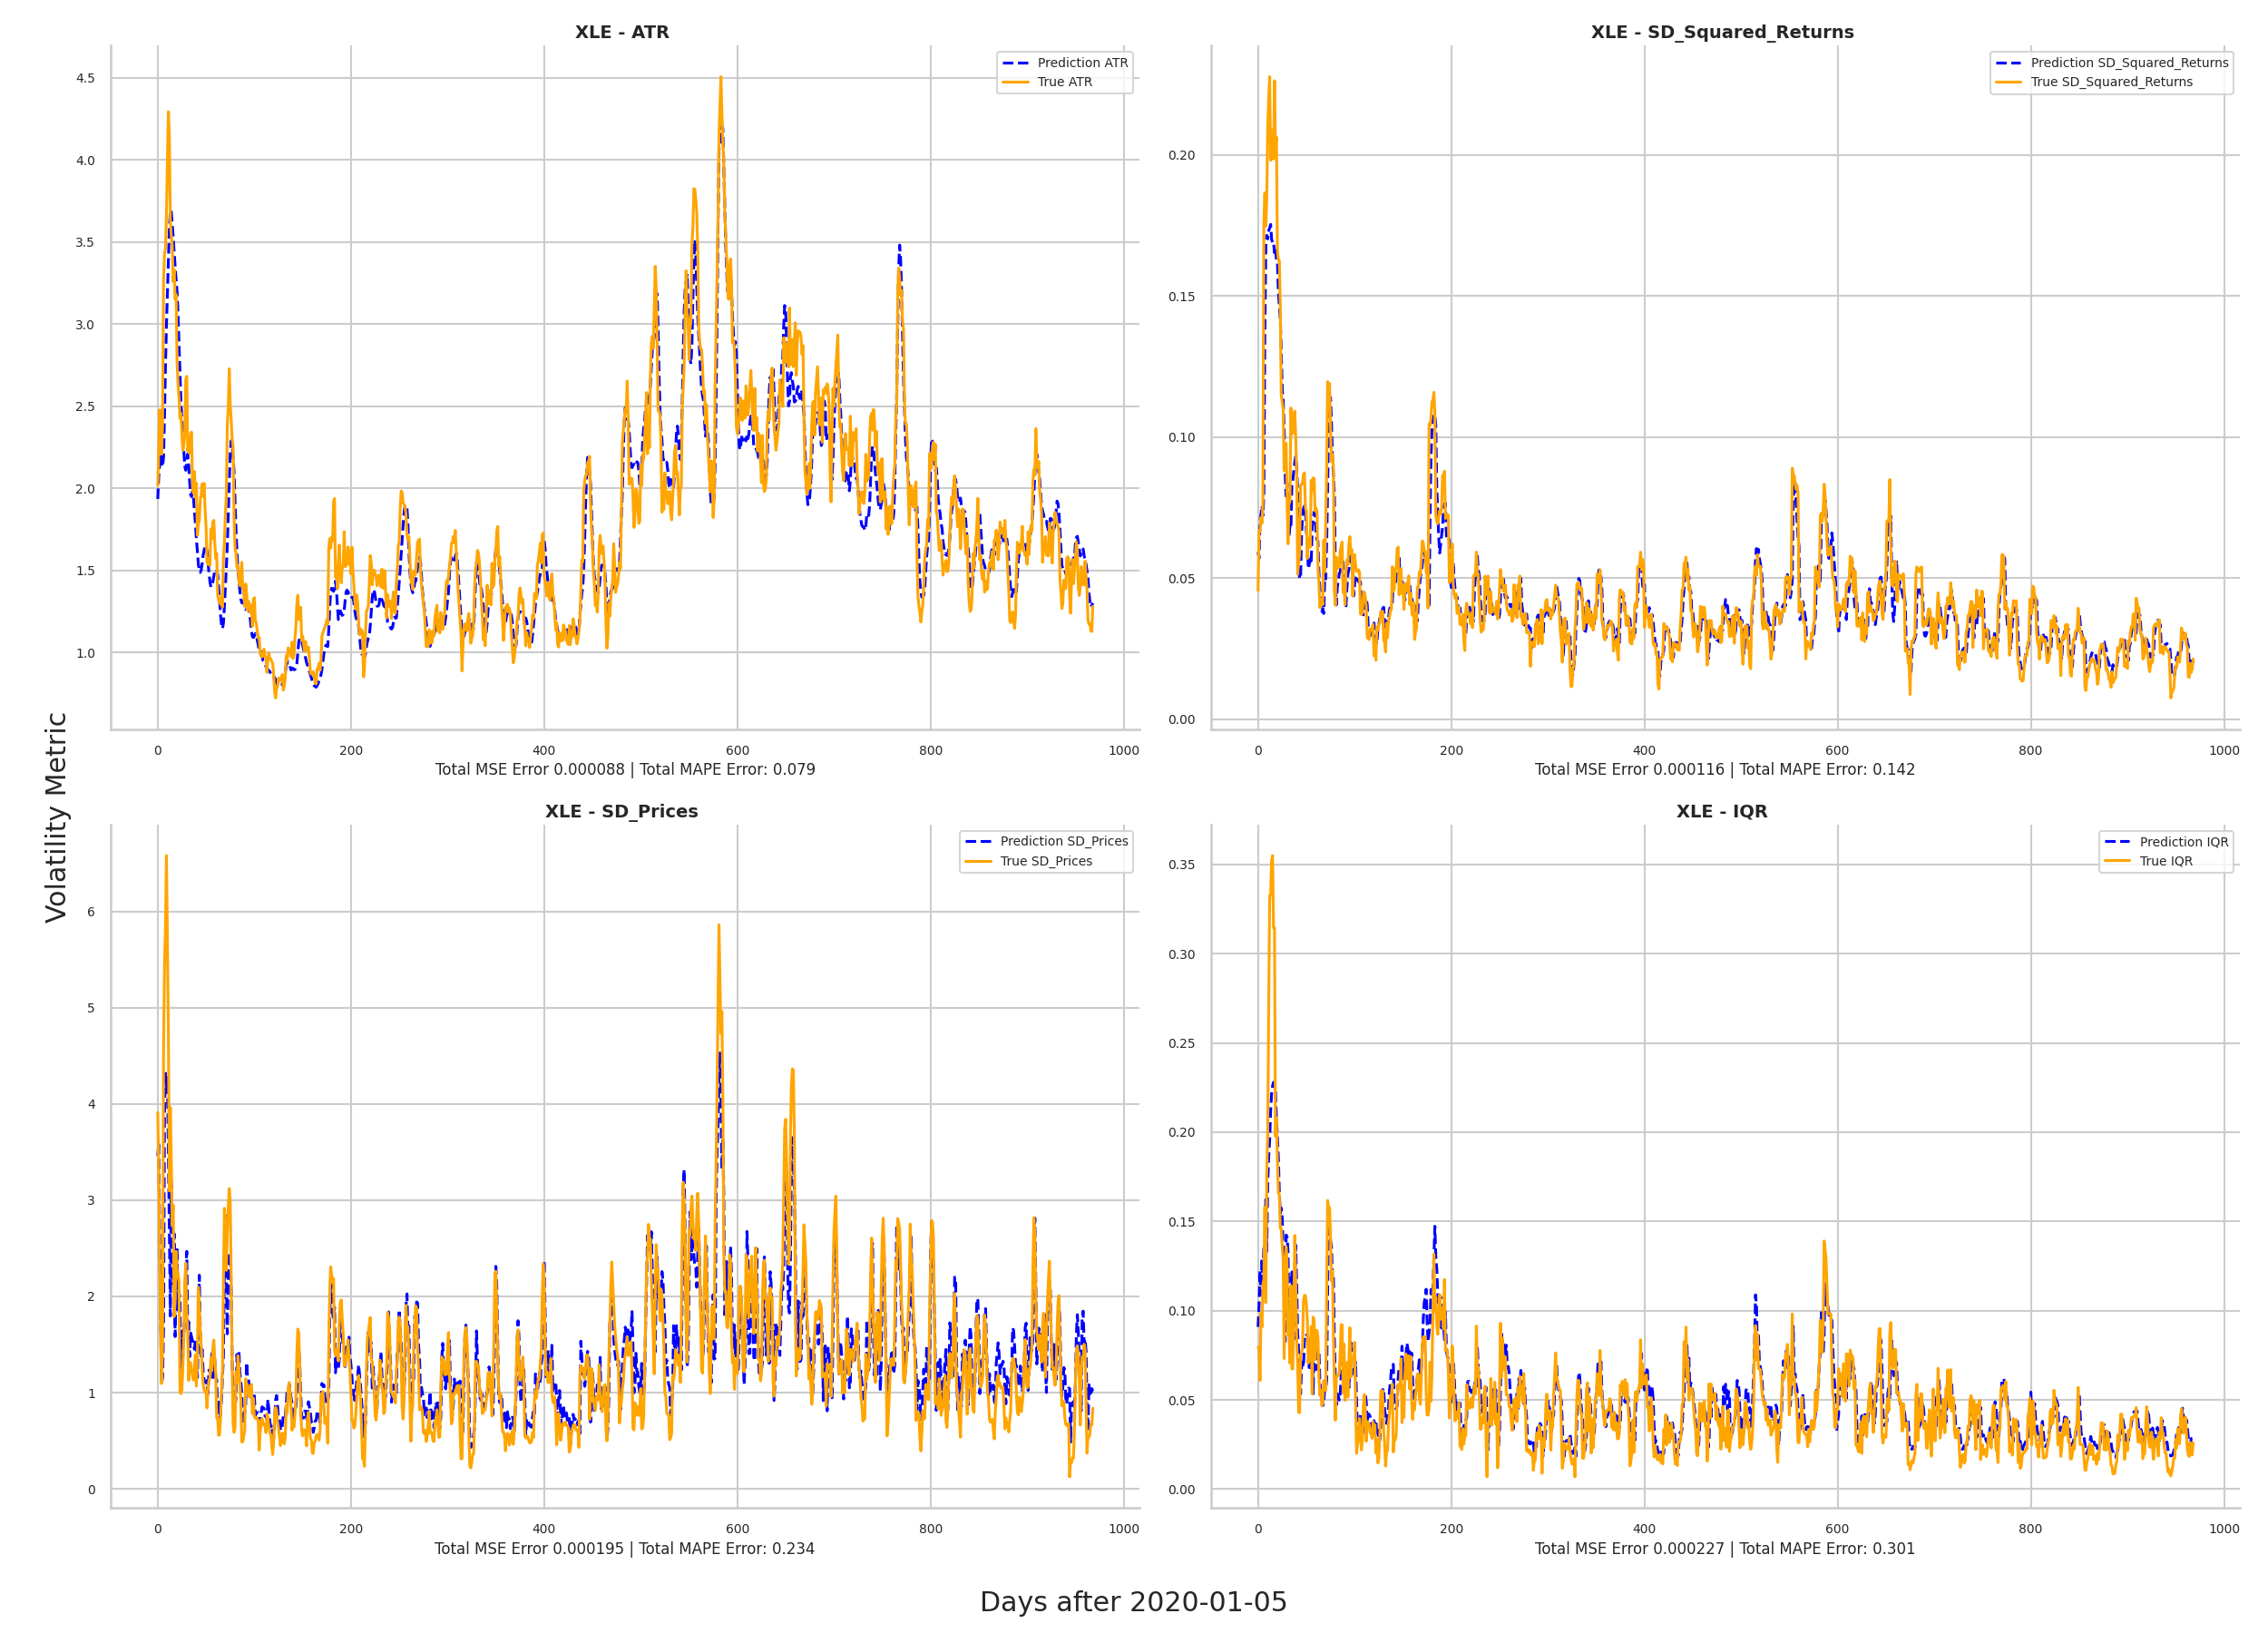 XLE - ATR
Prediction ATR
True ATR
4.5
4.0
3.5
3.0
2.5
2.0
1.5
1.0
0 200 400 600 800 1000
Total MSE Error 0.000088 | Total MAPE Error: 0.079
XLE - SD_Squared_Returns
Prediction SD_Squared_Returns
True SD_Squared_Returns
0.20
0.15
0.10
0.05
0.00
0 200 400 600 800 1000
Total MSE Error 0.000116 | Total MAPE Error: 0.142
Volatility Metric
XLE - SD_Prices
Prediction SD_Prices
True SD_Prices
6
5
4
3
2
1
0
0 200 400 600 800 1000
Total MSE Error 0.000195 | Total MAPE Error: 0.234
XLE - IQR
Prediction IQR
True IQR
0.35
0.30
0.25
0.20
0.15
0.10
0.05
0.00
0 200 400 600 800 1000
Total MSE Error 0.000227 | Total MAPE Error: 0.301
Days after 2020-01-05